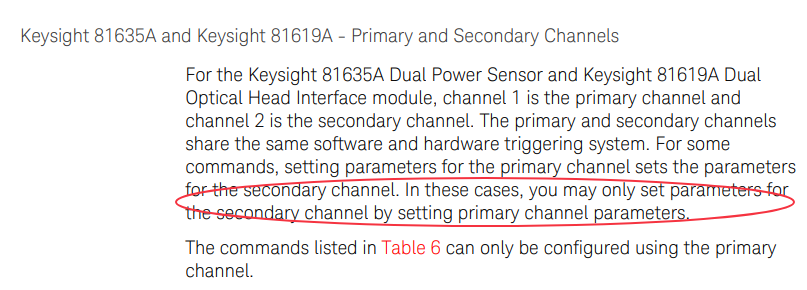 Keysight 81635A and Keysight 81619A - Primary and Secondary Channels
For the Keysight 81635A Dual Power Sensor and Keysight 81619A Dual
Optical Head Interface module, channel 1 is the primary channel and
channel 2 is the secondary channel. The primary and secondary channels
share the same software and hardware triggering system. For some
commands, setting parameters for the primary channel sets the parameters
for the secondary channel. In these cases, you may only set parameters for
the secondary channel by setting primary channel parameters.
The commands listed in Table 6 can only be configured using the primary
channel.